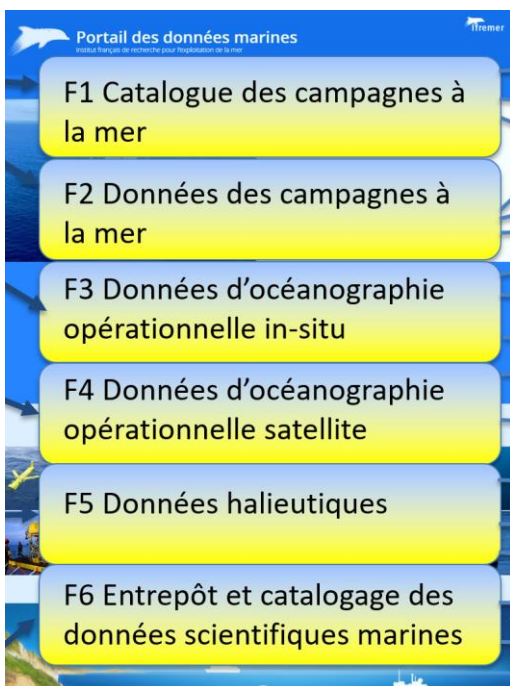 Portail des données marines
Institut français de recherche pour l'exploitation de la mer
Ifremer
F1 Catalogue des campagnes à
la mer
F2 Données des campagnes à
la mer
F3 Données d'océanographie
opérationnelle in-situ
F4 Données d'océanographie
opérationnelle satellite
F5 Données halieutiques
F6 Entrepôt et catalogage des
données scientifiques marines